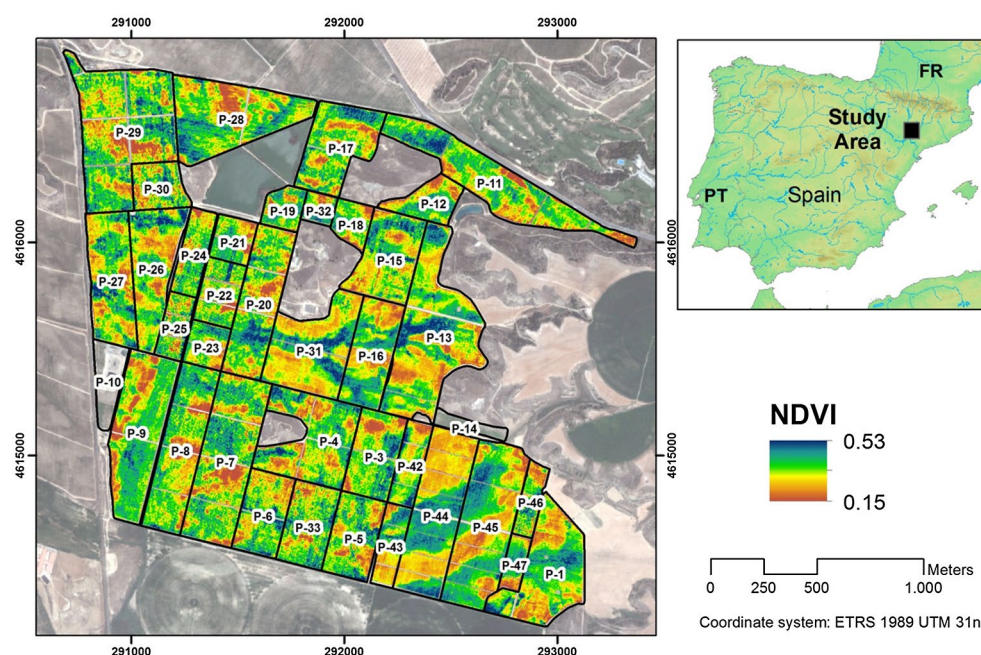 291000 292000 293000
4616000
4615000
P-29
P-28
P-17
P-11
P-30
P-12
P-19
P-32
P-18
P-21
P-24
P-15
P-26
P-27
P-22
P-20
P-25
P-23
P-31
P-16
P-13
P-10
P-9
P-14
P-8
P-7
P-4
P-3
P-42
P-6
P-33
P-5
P-43
P-44
P-45
P-46
P-47
P-1
4616000
4615000
291000 292000 293000
FR
Study
Area
PT
Spain
NDVI
0.53
0.15
Meters
0 250 500 1.000
Coordinate system: ETRS 1989 UTM 31n